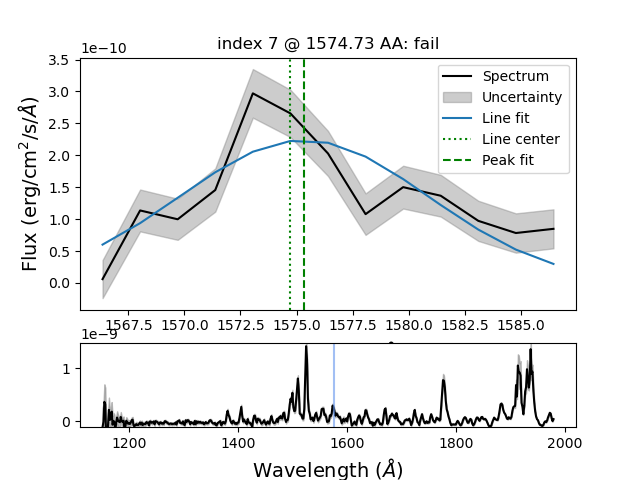 index 7 @ 1574.73 AA: fail
1e−10
Flux (erg/cm²/s/Å)
3.5
3.0
2.5
2.0
1.5
1.0
0.5
0.0
Spectrum
Uncertainty
Line fit
Line center
Peak fit
1567.5 1570.0 1572.5 1575.0 1577.5 1580.0 1582.5 1585.0
1e−9
1
0
1200 1400 1600 1800 2000
Wavelength (Å)